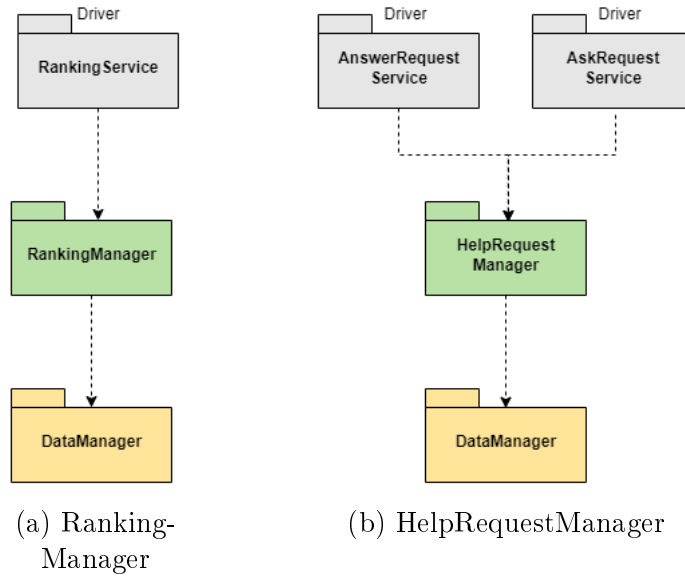 Driver
RankingService
RankingManager
DataManager
(a) Ranking-
Manager
Driver
AnswerRequest
Service
Driver
AskRequest
Service
HelpRequest
Manager
DataManager
(b) HelpRequestManager